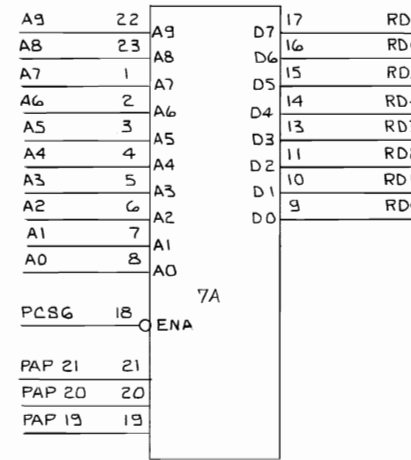 A9 22 A9 D7 17 RD
A8 23 A8 D6 16
A7 1 A7 D5 15
A6 2 A6 D4 14
A5 3 A5 D3 13
A4 4 A4 D2 11
A3 5 A3 D1 10
A2 6 A2 D0 9
A1 7 A1
A0 8 A0
7A
PCS6 18 ENA
PAP 21 21
PAP 20 20
PAP 19 19